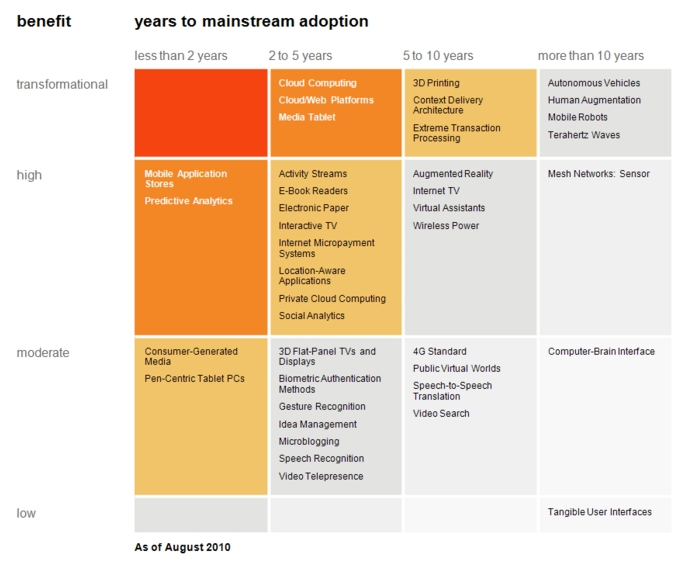 benefit
years to mainstream adoption
less than 2 years
2 to 5 years
5 to 10 years
more than 10 years
transformational
Cloud Computing
Cloud/Web Platforms
Media Tablet
3D Printing
Context Delivery
Architecture
Extreme Transaction
Processing
Autonomous Vehicles
Human Augmentation
Mobile Robots
Terahertz Waves
high
Mobile Application
Stores
Predictive Analytics
Activity Streams
E-Book Readers
Electronic Paper
Interactive TV
Internet Micropayment
Systems
Location-Aware
Applications
Private Cloud Computing
Social Analytics
Augmented Reality
Internet TV
Virtual Assistants
Wireless Power
Mesh Networks: Sensor
moderate
Consumer-Generated
Media
Pen-Centric Tablet PCs
3D Flat-Panel TVs and
Displays
Biometric Authentication
Methods
Gesture Recognition
Idea Management
Microblogging
Speech Recognition
Video Telepresence
4G Standard
Public Virtual Worlds
Speech-to-Speech
Translation
Video Search
Computer-Brain Interface
low
Tangible User Interfaces
As of August 2010